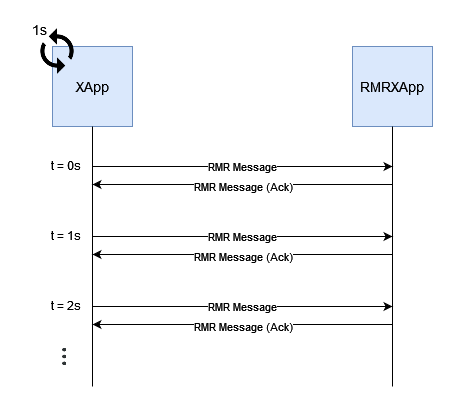 1s
XApp
RMRXApp
t = 0s
RMR Message
RMR Message (Ack)
t = 1s
RMR Message
RMR Message (Ack)
t = 2s
RMR Message
RMR Message (Ack)
⋮